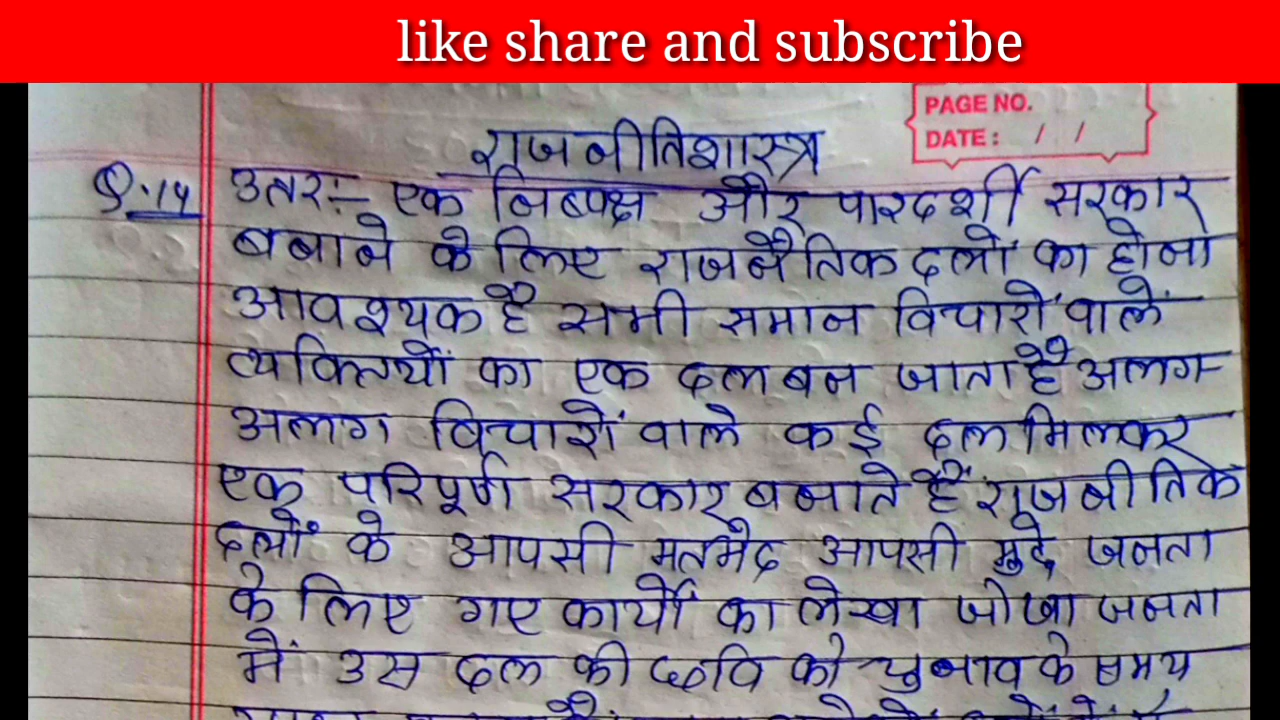 like share and subscribe
PAGE NO.
DATE: / /
राजनीतिशास्त्र
Q.14 उतर:- एक निष्पक्ष और पारदर्शी सरकार
बनाने के लिए राजनैतिक दलों का होना
आवश्यक है सभी समान विचारों वाले
व्यक्तियों का एक दल बन जाता है अलग-
अलग विचारों वाले कई दल मिलकर
एक परिपूर्ण सरकार बनाते हैं राजनीतिक
दलों के आपसी मतभेद आपसी मुद्दे जनता
के लिए गए कार्यों का लेखा जोखा जनता
में उस दल की छवि को चुनाव के समय